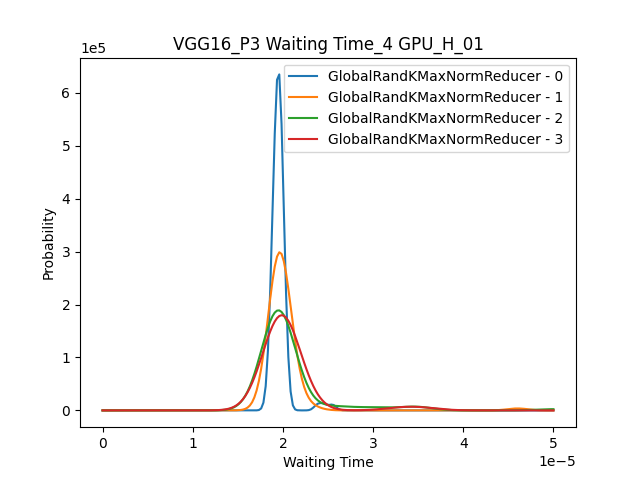 VGG16_P3 Waiting Time_4 GPU_H_01
1e5
GlobalRandKMaxNormReducer - 0
GlobalRandKMaxNormReducer - 1
GlobalRandKMaxNormReducer - 2
GlobalRandKMaxNormReducer - 3
6
5
4
3
2
1
0
Probability
0 1 2 3 4 5
1e−5
Waiting Time